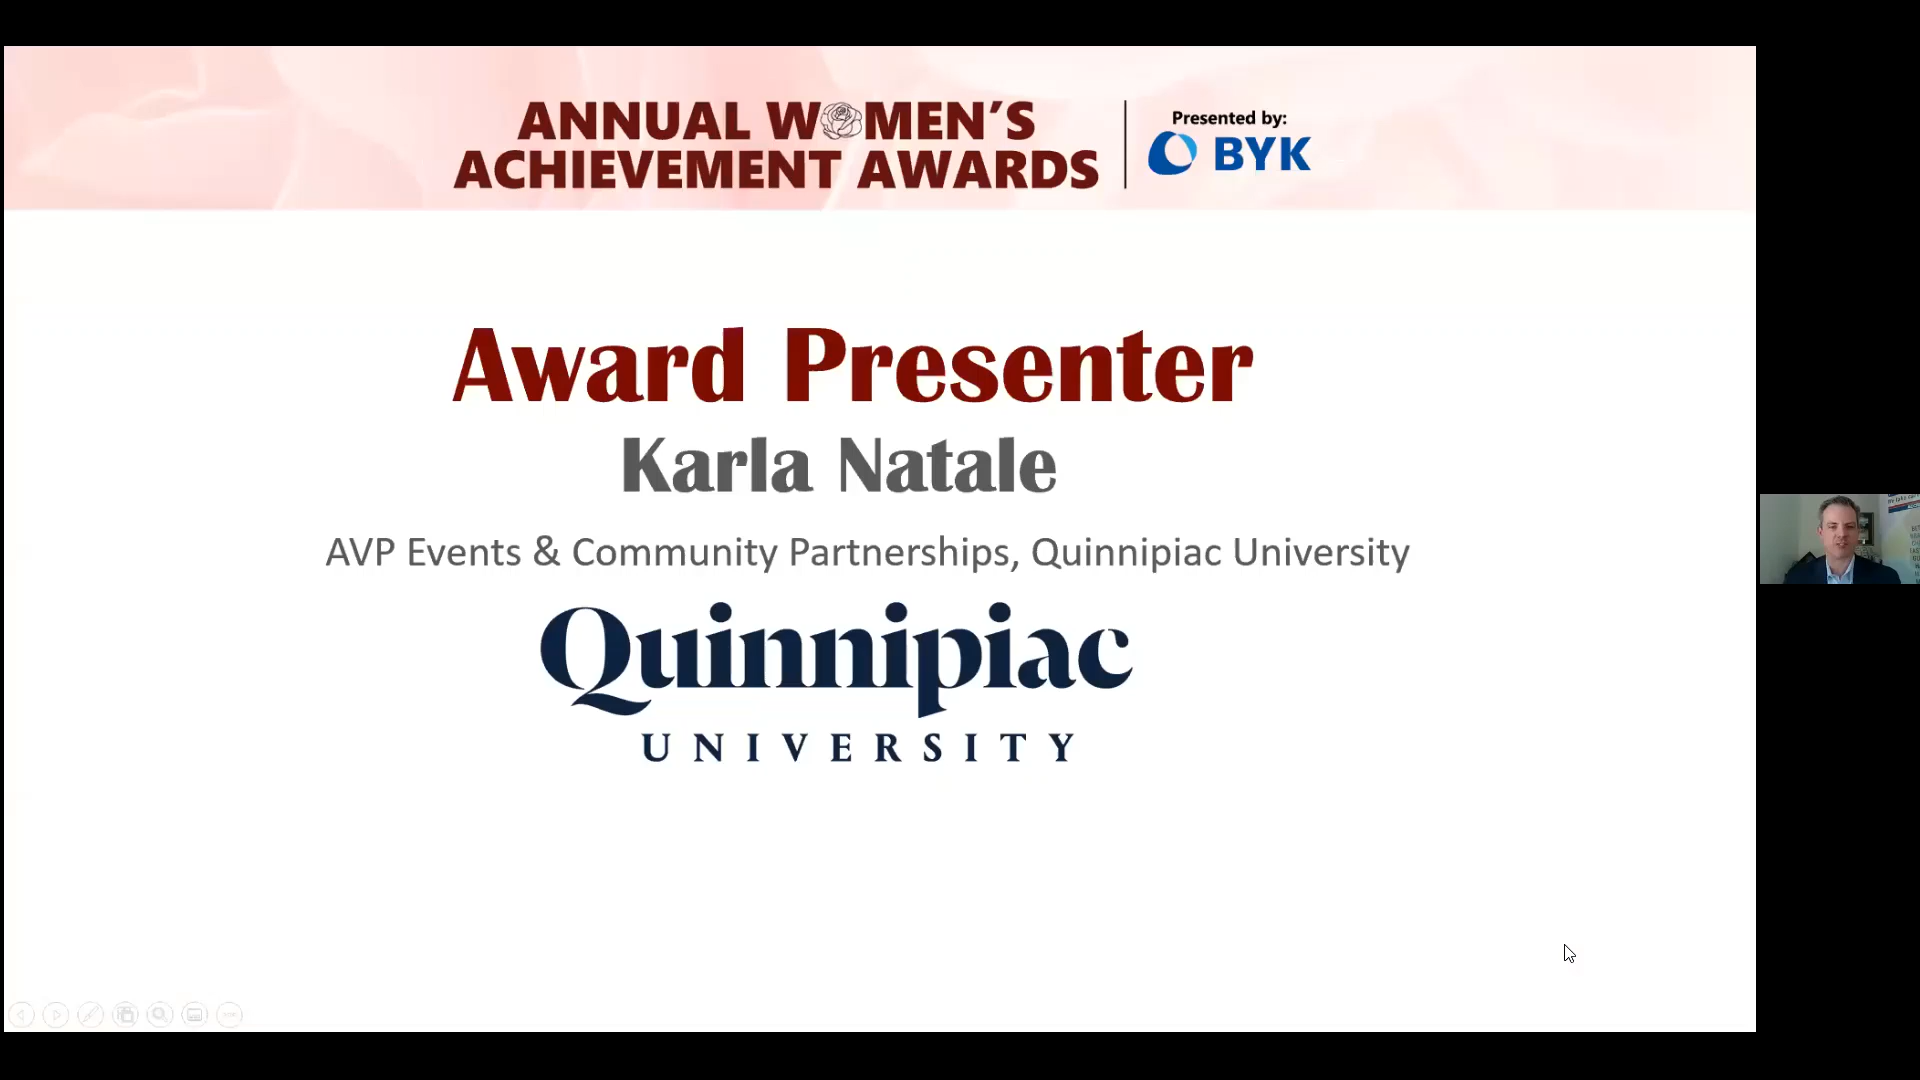 ANNUAL WOMEN'S
ACHIEVEMENT AWARDS
Presented by:
BYK
Award Presenter
Karla Natale
AVP Events & Community Partnerships, Quinnipiac University
Quinnipiac
UNIVERSITY